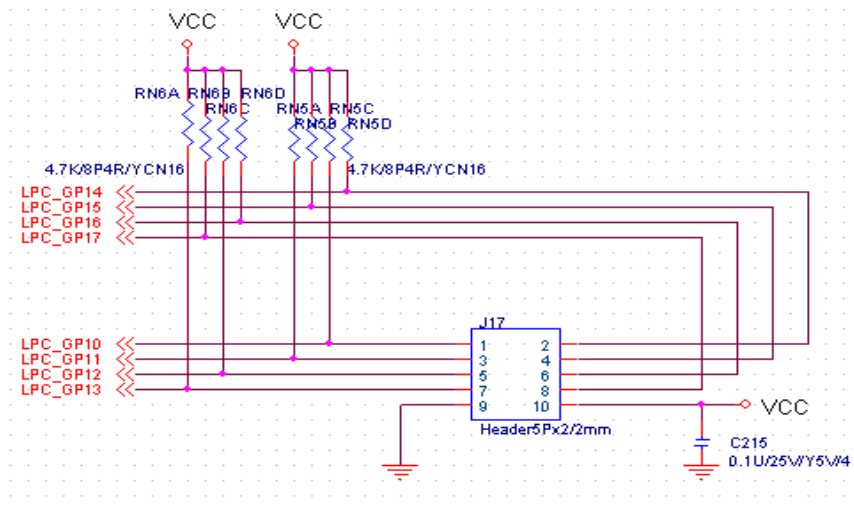 VCC VCC
RN6A RN6B RN6D
RN6C RN5A RN5C
RN5B RN5D
4.7K/8P4R/YCN16 4.7K/8P4R/YCN16
LPC_GP14
LPC_GP15
LPC_GP16
LPC_GP17
J17
LPC_GP10 1 2
LPC_GP11 3 4
LPC_GP12 5 6
LPC_GP13 7 8
9 10 VCC
Header5Px2/2mm
C215
0.1U/25V/Y5V/4